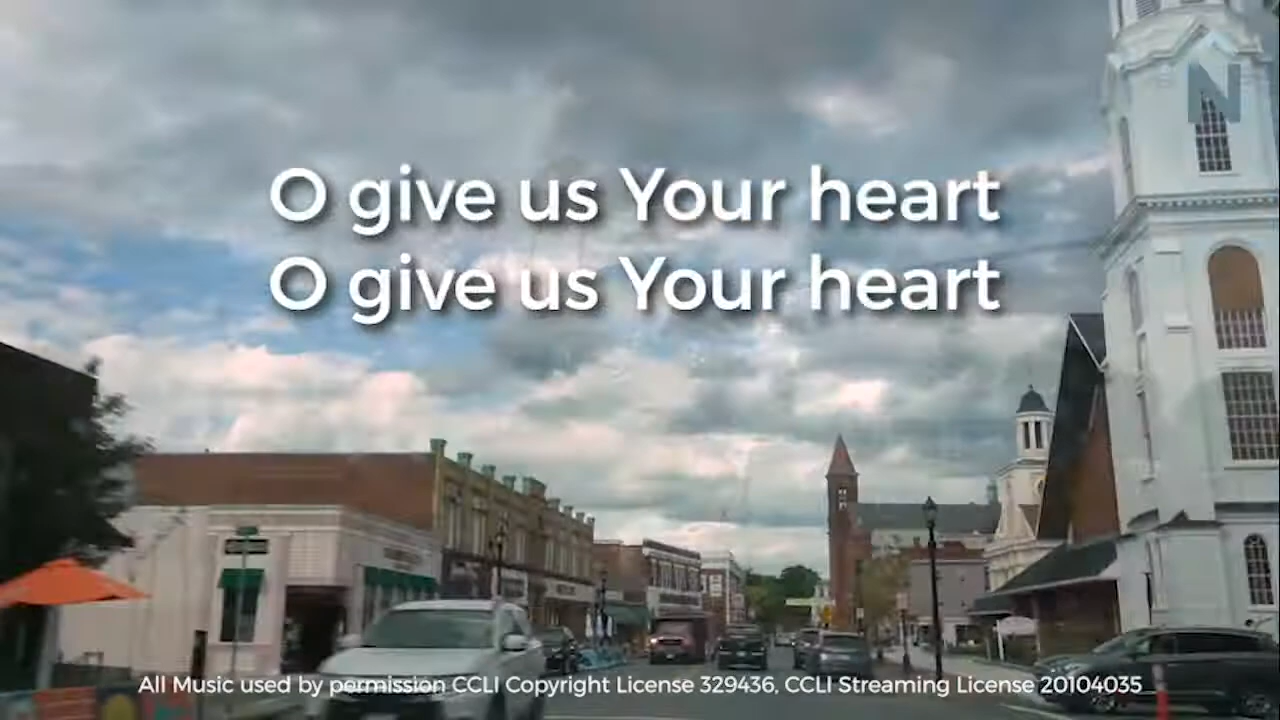 N
O give us Your heart
O give us Your heart
All Music used by permission CCLI Copyright License 329436, CCLI Streaming License 20104035